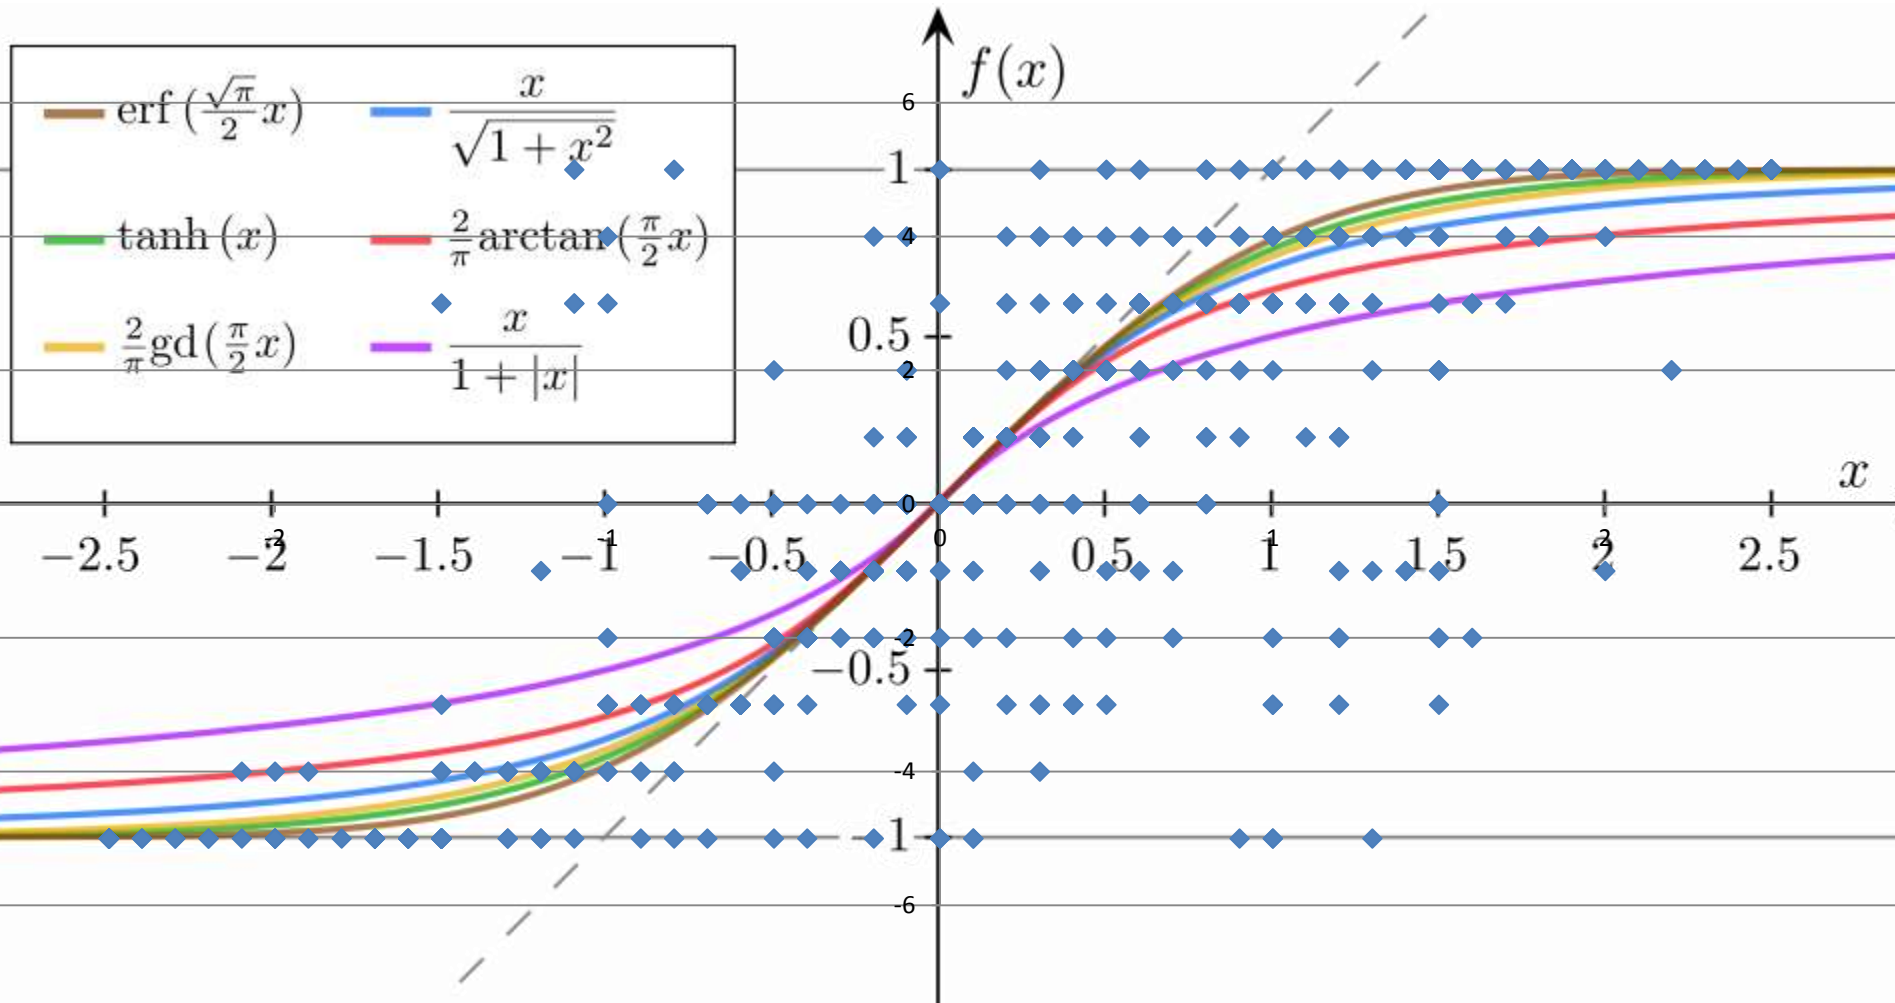 f(x)
6
erf (√π/2 x)
x/√(1 + x²)
1
tanh (x)
2/π arctan (π/2 x)
4
2/π gd (π/2 x)
x/(1 + |x|)
0.5
2
x
0
−2.5 −2 −1.5 −1 −0.5 0.5 1 1.5 2 2.5
-2 -1 0 1 2
-2
−0.5
-4
−1
-6